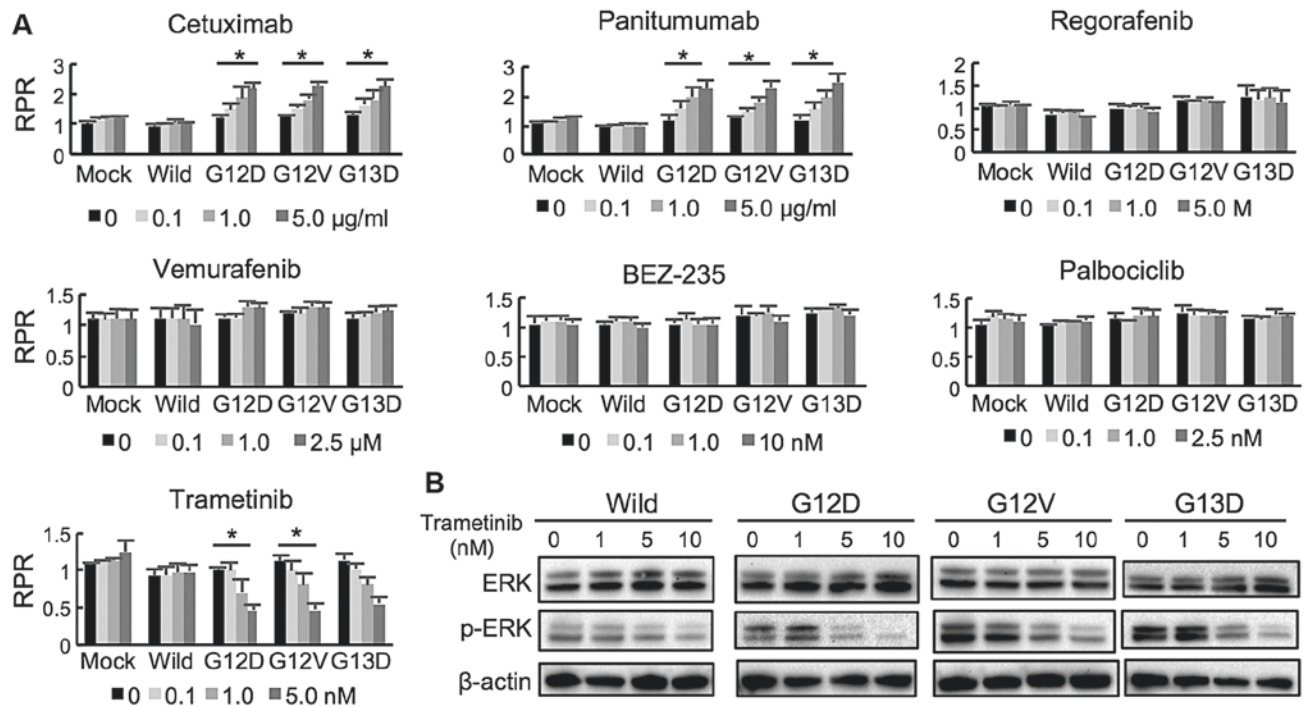 A
Cetuximab
RPR
3
2
1
0
* * *
Mock Wild G12D G12V G13D
■0 ■0.1 ■1.0 ■5.0 µg/ml
Panitumumab
3
2
1
0
* * *
Mock Wild G12D G12V G13D
■0 ■0.1 ■1.0 ■5.0 µg/ml
Regorafenib
2
1.5
1
0.5
0
Mock Wild G12D G12V G13D
■0 ■0.1 ■1.0 ■5.0 M
Vemurafenib
RPR
1.5
1
0.5
0
Mock Wild G12D G12V G13D
■0 ■0.1 ■1.0 ■2.5 µM
BEZ-235
1.5
1
0.5
0
Mock Wild G12D G12V G13D
■0 ■0.1 ■1.0 ■10 nM
Palbociclib
1.5
1
0.5
0
Mock Wild G12D G12V G13D
■0 ■0.1 ■1.0 ■2.5 nM
Trametinib
RPR
1.5
1
0.5
0
* *
Mock Wild G12D G12V G13D
■0 ■0.1 ■1.0 ■5.0 nM
B
Wild G12D G12V G13D
Trametinib
(nM)
0 1 5 10 0 1 5 10 0 1 5 10 0 1 5 10
ERK
p-ERK
β-actin